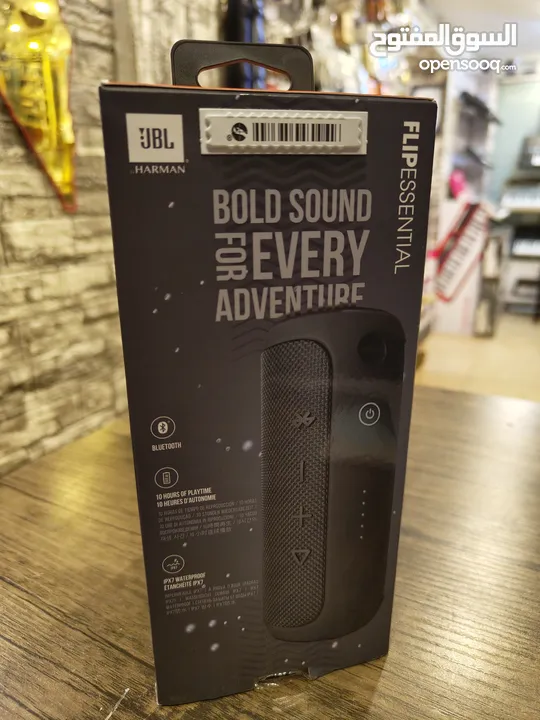 السوق المفتوح
opensooq.com
JBL
BY HARMAN
FLIPESSENTIAL
BOLD SOUND
FOR EVERY
ADVENTURE
BLUETOOTH
10 HOURS OF PLAYTIME
10 HEURES D'AUTONOMIE
IPX7 WATERPROOF
ÉTANCHÉITÉ IPX7